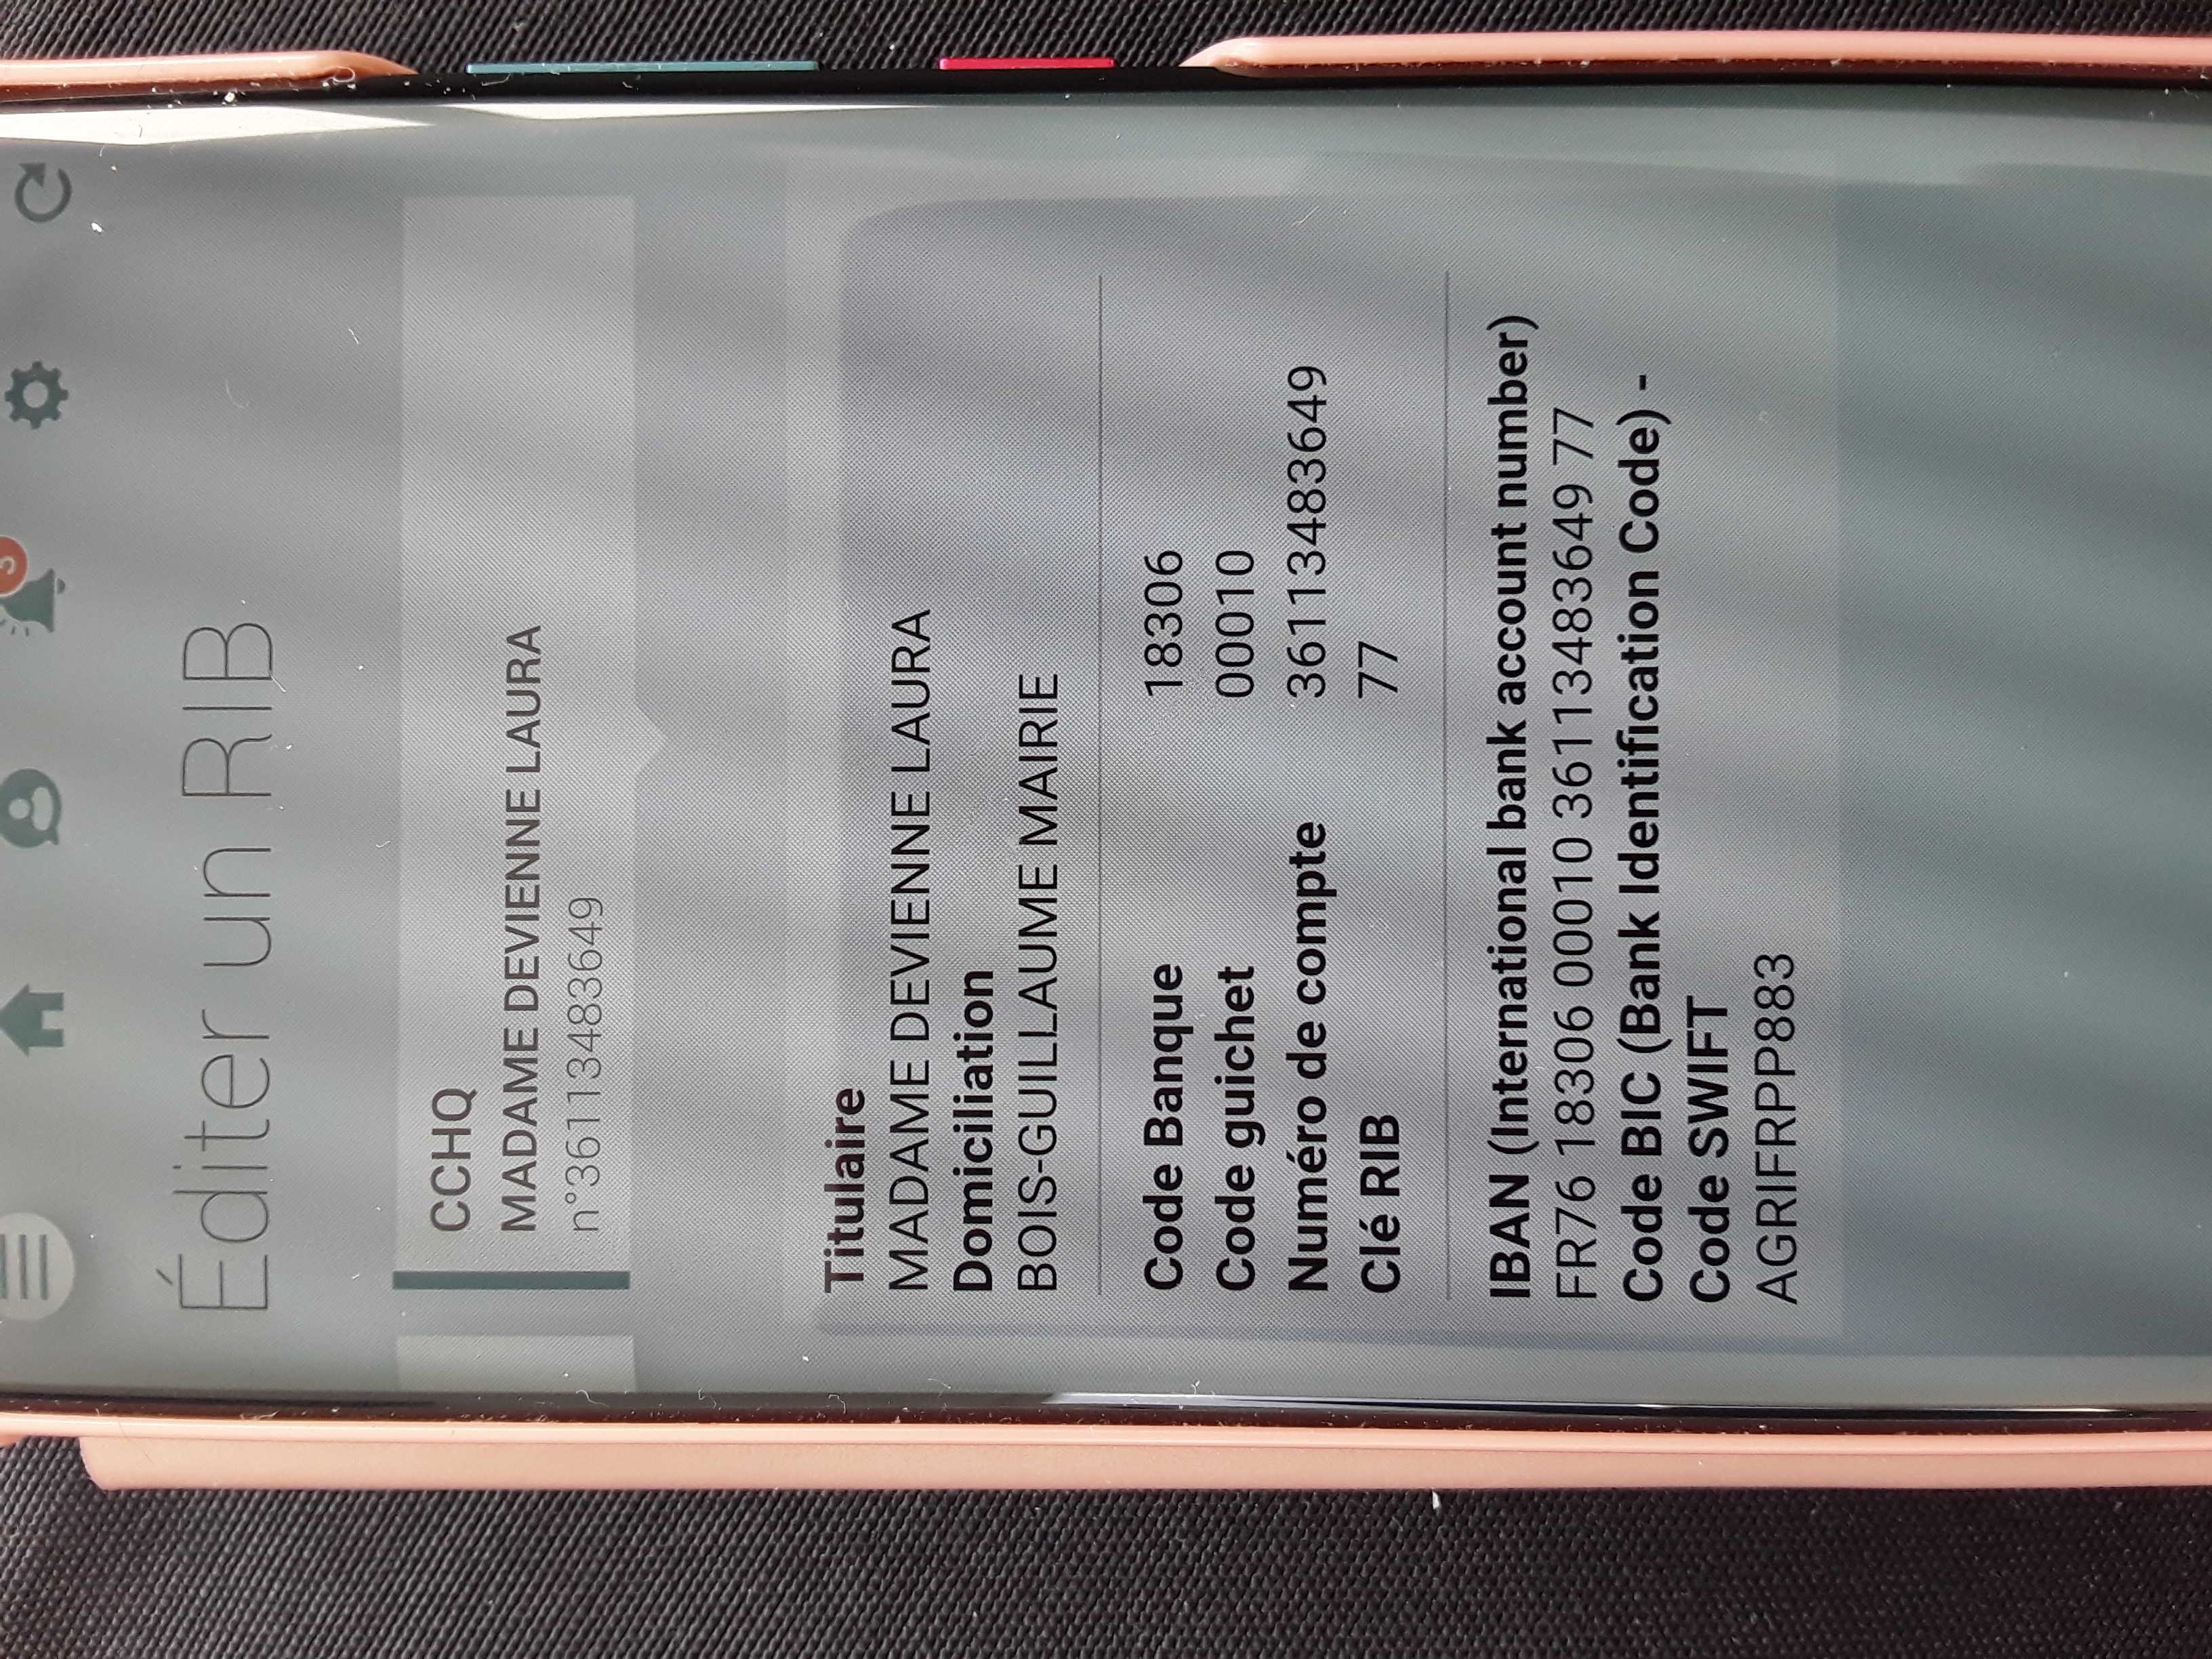 3
Éditer un RIB
CCHQ
MADAME DEVIENNE LAURA
n°36113483649
Titulaire
MADAME DEVIENNE LAURA
Domiciliation
BOIS-GUILLAUME MAIRIE
Code Banque 18306
Code guichet 00010
Numéro de compte 36113483649
Clé RIB 77
IBAN (International bank account number)
FR76 18306 00010 36113483649 77
Code BIC (Bank Identification Code) -
Code SWIFT
AGRIFRPP883